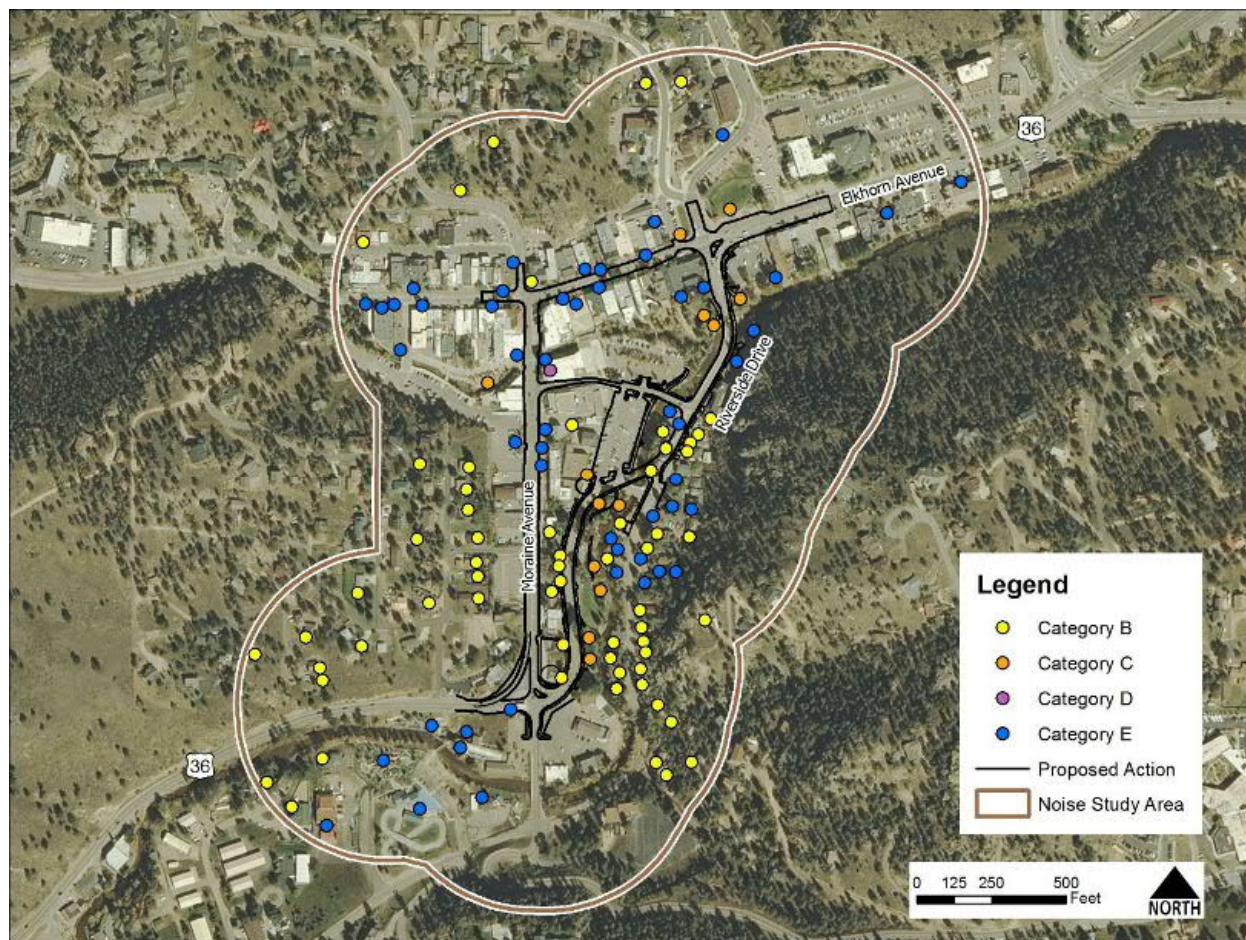 36
Elkhorn Avenue
Riverside Drive
Moraine Avenue
36
Legend
Category B
Category C
Category D
Category E
Proposed Action
Noise Study Area
0 125 250 500
Feet
NORTH